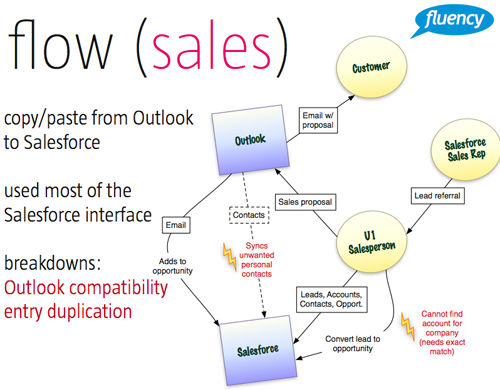 fluency
flow (sales)
copy/paste from Outlook
to Salesforce
used most of the
Salesforce interface
breakdowns:
Outlook compatibility
entry duplication
Customer
Outlook
Email w/
proposal
Salesforce
Sales Rep
Contacts
Sales proposal
Lead referral
Email
Syncs
unwanted
personal
contacts
U1
Salesperson
Adds to
opportunity
Leads, Accounts,
Contacts, Opport.
Cannot find
account for
company
(needs exact
match)
Salesforce
Convert lead to
opportunity